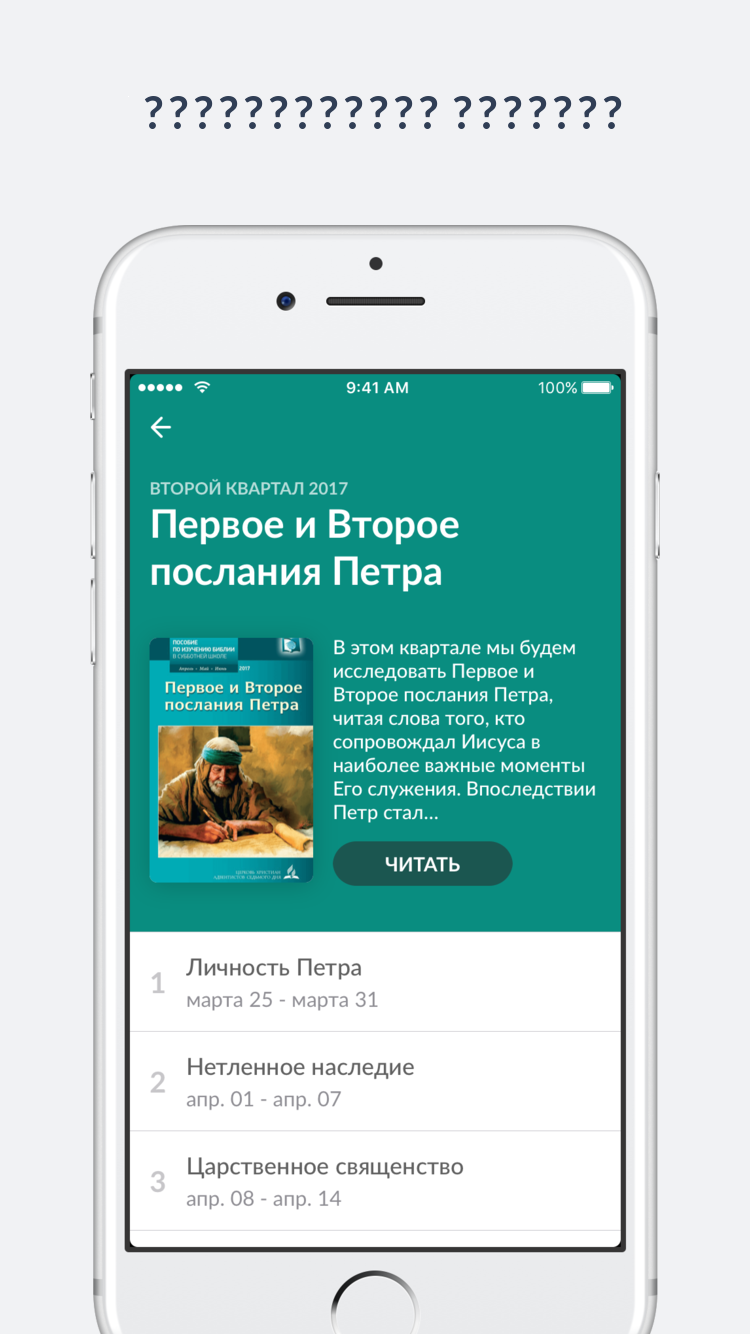 ???????????? ???????
9:41 AM
100%
ВТОРОЙ КВАРТАЛ 2017
Первое и Второе
послания Петра
ПОСОБИЕ
ПО ИЗУЧЕНИЮ БИБЛИИ
В СУББОТНЕЙ ШКОЛЕ
Апрель - Май - Июнь 2017
Первое и Второе
послания Петра
ЦЕРКОВЬ ХРИСТИАН
АДВЕНТИСТОВ СЕДЬМОГО ДНЯ
В этом квартале мы будем
исследовать Первое и
Второе послания Петра,
читая слова того, кто
сопровождал Иисуса в
наиболее важные моменты
Его служения. Впоследствии
Петр стал...
ЧИТАТЬ
1
Личность Петра
марта 25 - марта 31
2
Нетленное наследие
апр. 01 - апр. 07
3
Царственное священство
апр. 08 - апр. 14